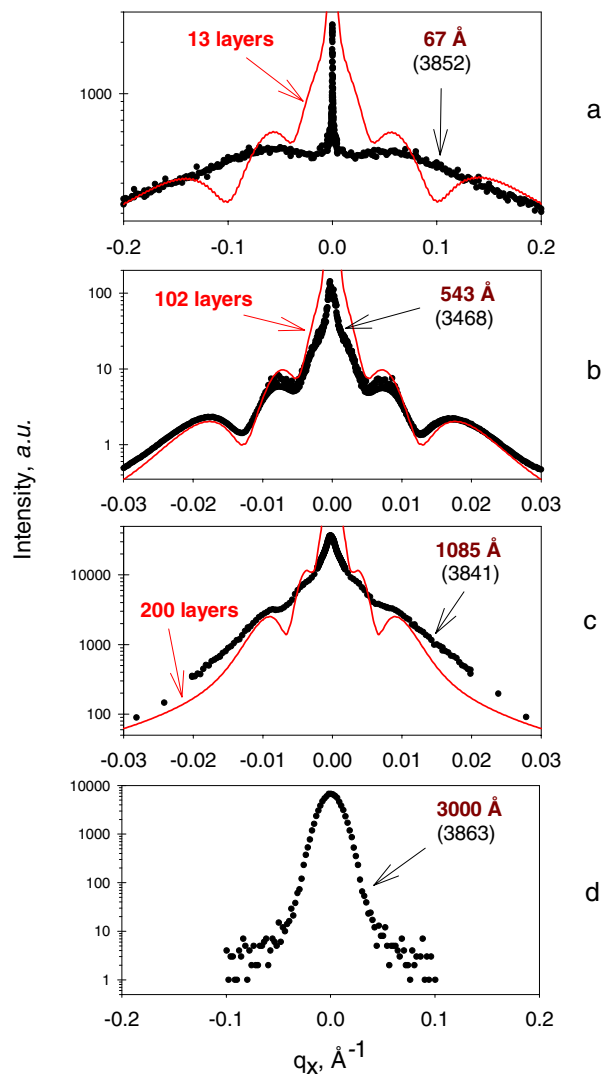 13 layers
67 Å
(3852)
1000
a
-0.2 -0.1 0.0 0.1 0.2
100
102 layers
543 Å
(3468)
10
b
1
-0.03 -0.02 -0.01 0.00 0.01 0.02 0.03
Intensity, a.u.
10000
1085 Å
(3841)
200 layers
1000
c
100
-0.03 -0.02 -0.01 0.00 0.01 0.02 0.03
10000
3000 Å
(3863)
1000
100
d
10
1
-0.2 -0.1 0.0 0.1 0.2
qx, Å-1